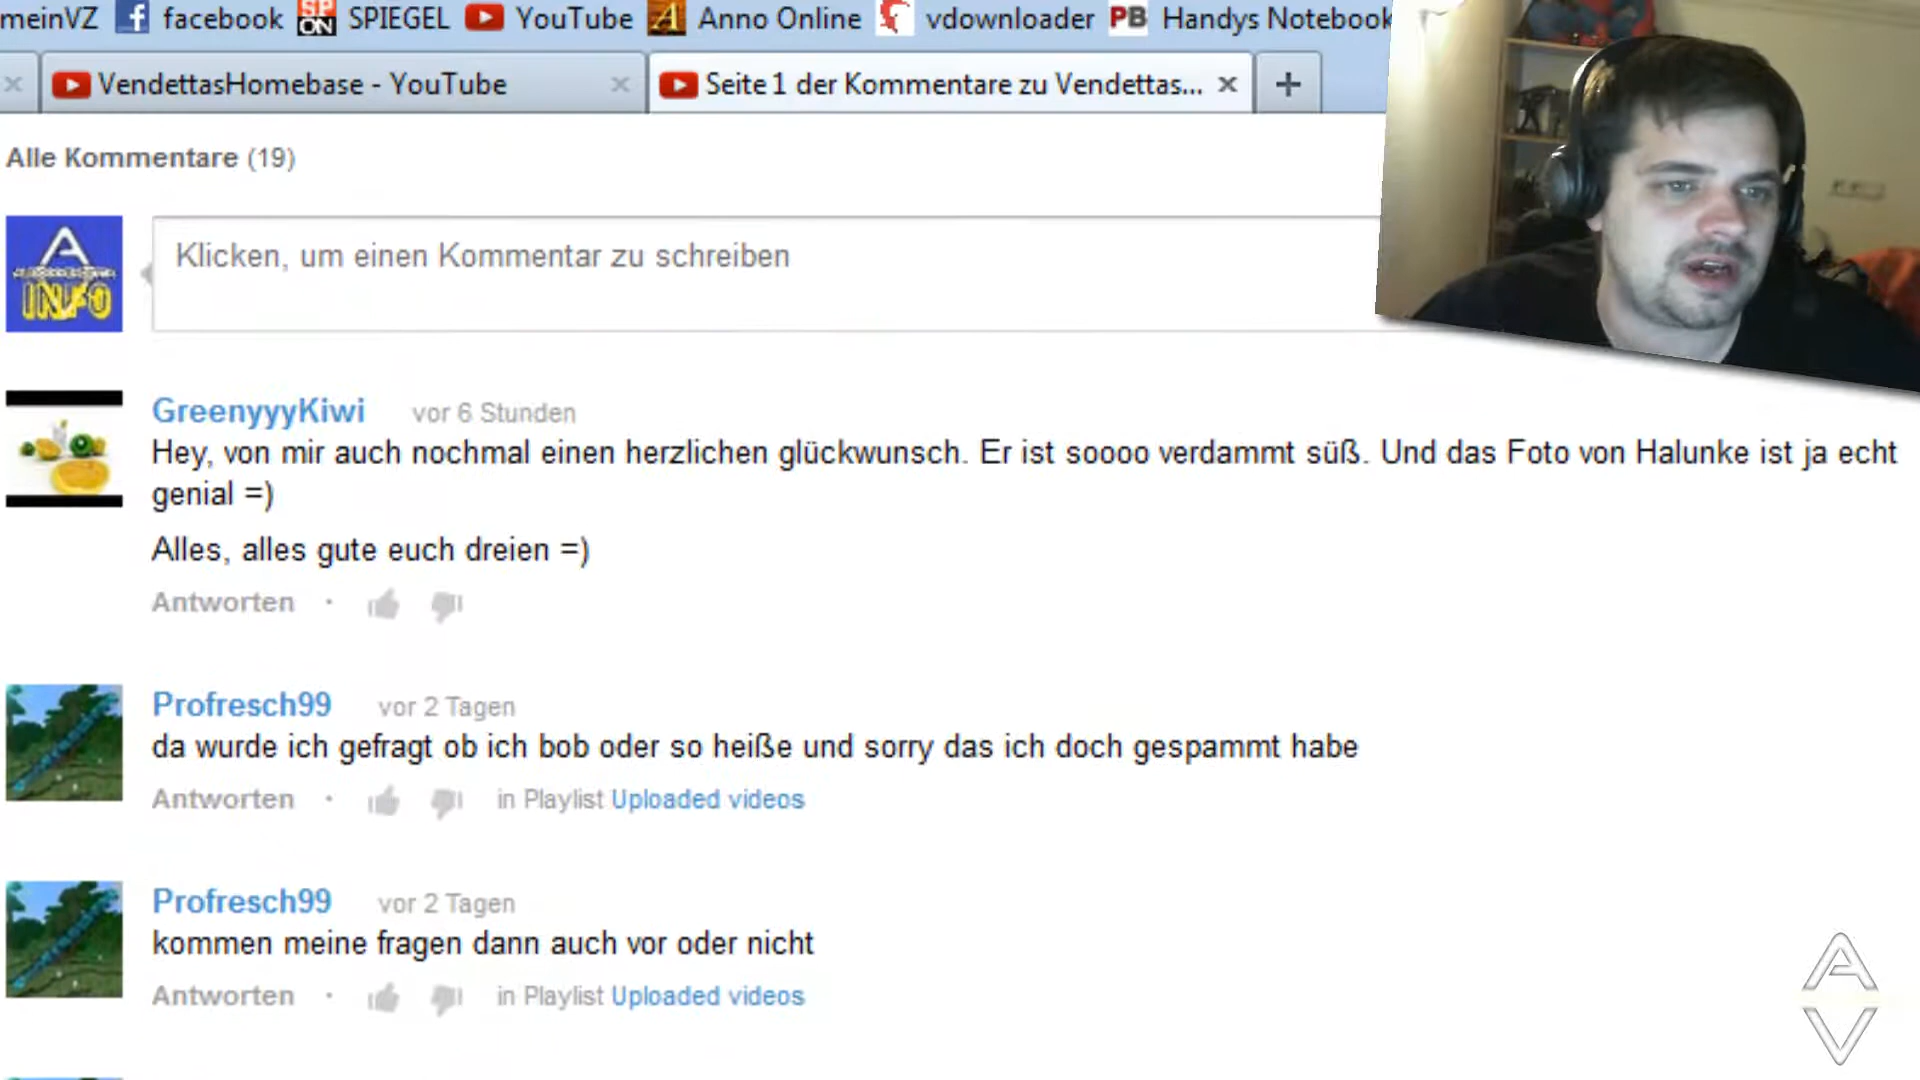 meinVZ facebook SP ON SPIEGEL YouTube A Anno Online vdownloader PB Handys Notebook
VendettasHomebase - YouTube Seite 1 der Kommentare zu Vendettas...
Alle Kommentare (19)
A
INFO
Klicken, um einen Kommentar zu schreiben
GreenyyyKiwi vor 6 Stunden
Hey, von mir auch nochmal einen herzlichen glückwunsch. Er ist soooo verdammt süß. Und das Foto von Halunke ist ja echt
genial =)
Alles, alles gute euch dreien =)
Antworten ·
Profresch99 vor 2 Tagen
da wurde ich gefragt ob ich bob oder so heiße und sorry das ich doch gespammt habe
Antworten · in Playlist Uploaded videos
Profresch99 vor 2 Tagen
kommen meine fragen dann auch vor oder nicht
Antworten · in Playlist Uploaded videos
A
V